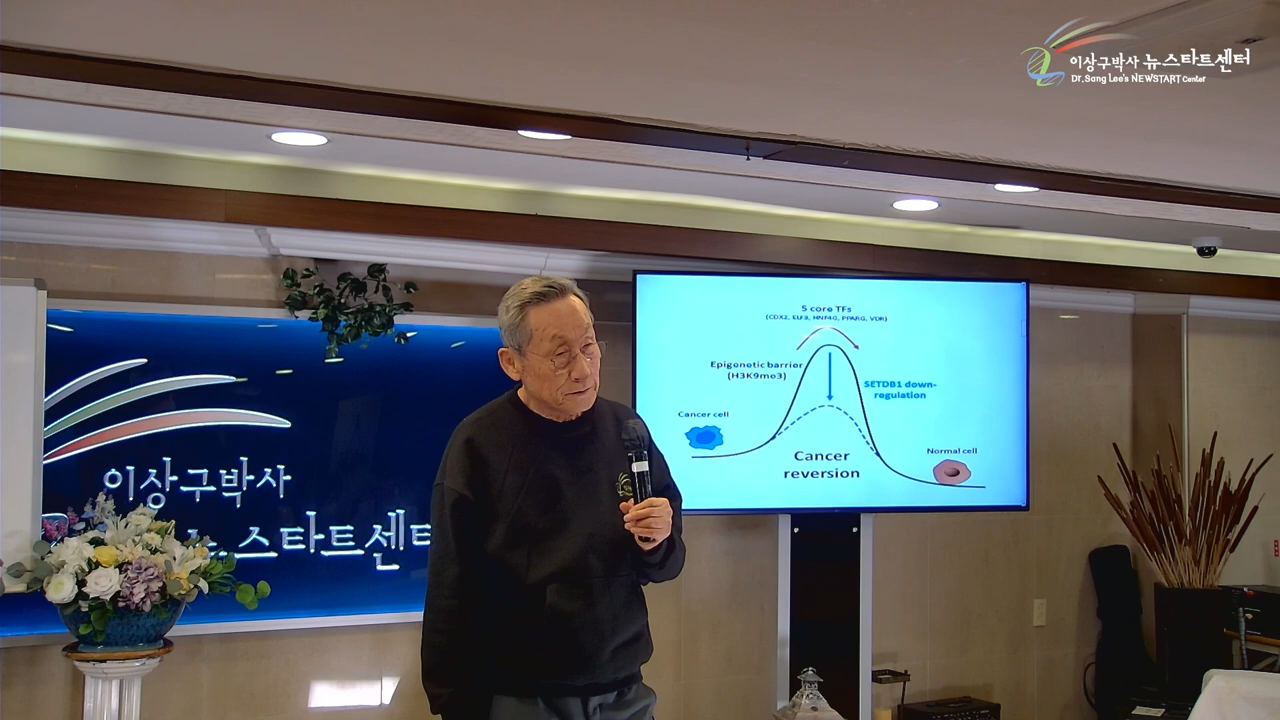 이상구박사 뉴스타트센터
Dr. Sang Lee's NEWSTART Center
이상구박사
뉴스타트센터
5 core TFs
(CDX2, ELF3, HNF4G, PPARG, VDR)
Epigenetic barrier
(H3K9me3)
SETDB1 down-
regulation
Cancer cell
Normal cell
Cancer
reversion